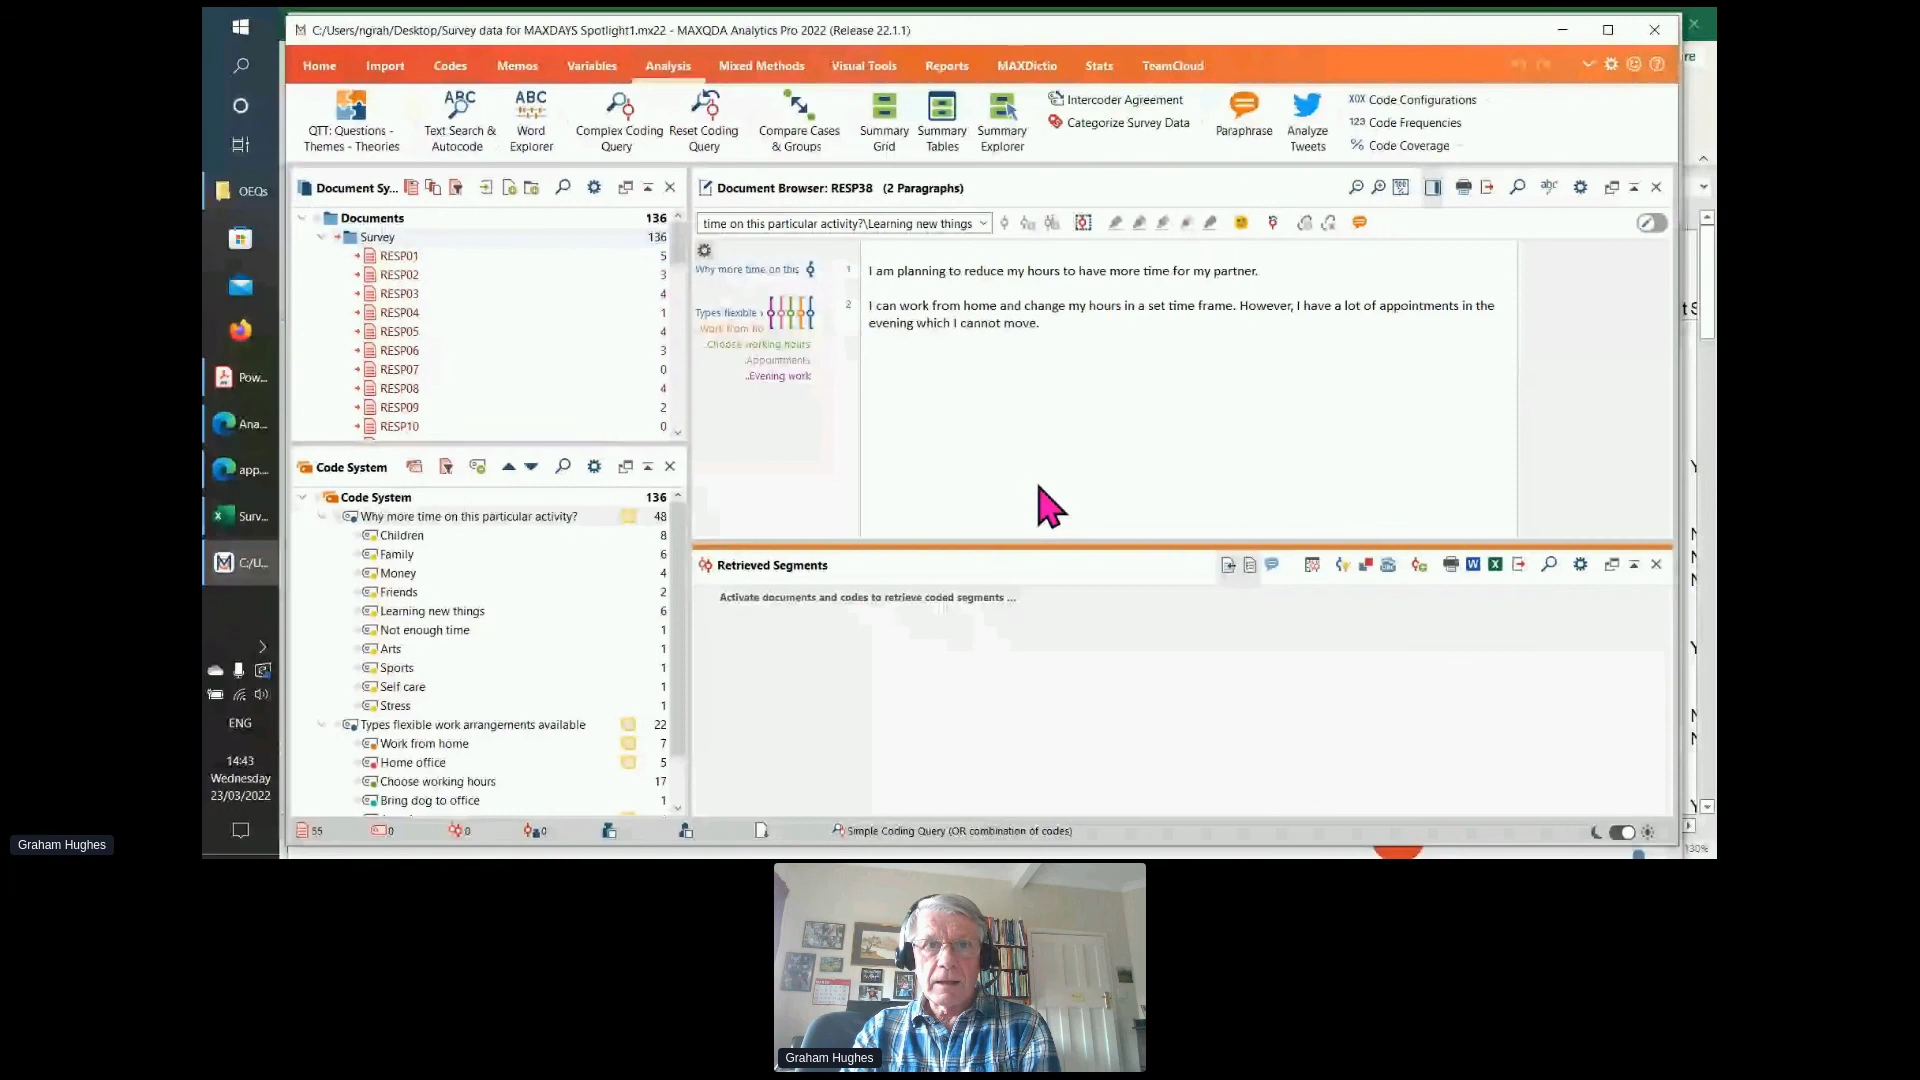 C:/Users/ngrah/Desktop/Survey data for MAXDAYS Spotlight1.mx22 - MAXQDA Analytics Pro 2022 (Release 22.1.1)
Home Import Codes Memos Variables Analysis Mixed Methods Visual Tools Reports MAXDictio Stats TeamCloud
QTT: Questions - Themes - Theories
Text Search & Autocode
Word Explorer
Complex Coding Query
Reset Coding Query
Compare Cases & Groups
Summary Grid
Summary Tables
Summary Explorer
Intercoder Agreement
Categorize Survey Data
Paraphrase
Analyze Tweets
Code Configurations
Code Frequencies
Code Coverage
Document Sy...
Documents 136
Survey 136
RESP01 5
RESP02 3
RESP03 4
RESP04 1
RESP05 4
RESP06 3
RESP07 0
RESP08 4
RESP09 2
RESP10 0
Code System
Code System 136
Why more time on this particular activity? 48
Children 8
Family 6
Money 4
Friends 2
Learning new things 6
Not enough time 1
Arts 1
Sports 1
Self care 1
Stress 1
Types flexible work arrangements available 22
Work from home 7
Home office 5
Choose working hours 17
Bring dog to office 1
Document Browser: RESP38 (2 Paragraphs)
time on this particular activity?\Learning new things
Why more time on this
1 I am planning to reduce my hours to have more time for my partner.
Types flexible
Work from ho
..Choose working hours
..Appointments
..Evening work
2 I can work from home and change my hours in a set time frame. However, I have a lot of appointments in the
evening which I cannot move.
Retrieved Segments
Activate documents and codes to retrieve coded segments ...
55 0 0 0
Simple Coding Query (OR combination of codes)
OEQs
Pow...
Ana...
app...
Surv...
C:/U...
ENG
14:43
Wednesday
23/03/2022
130%
Graham Hughes
Graham Hughes